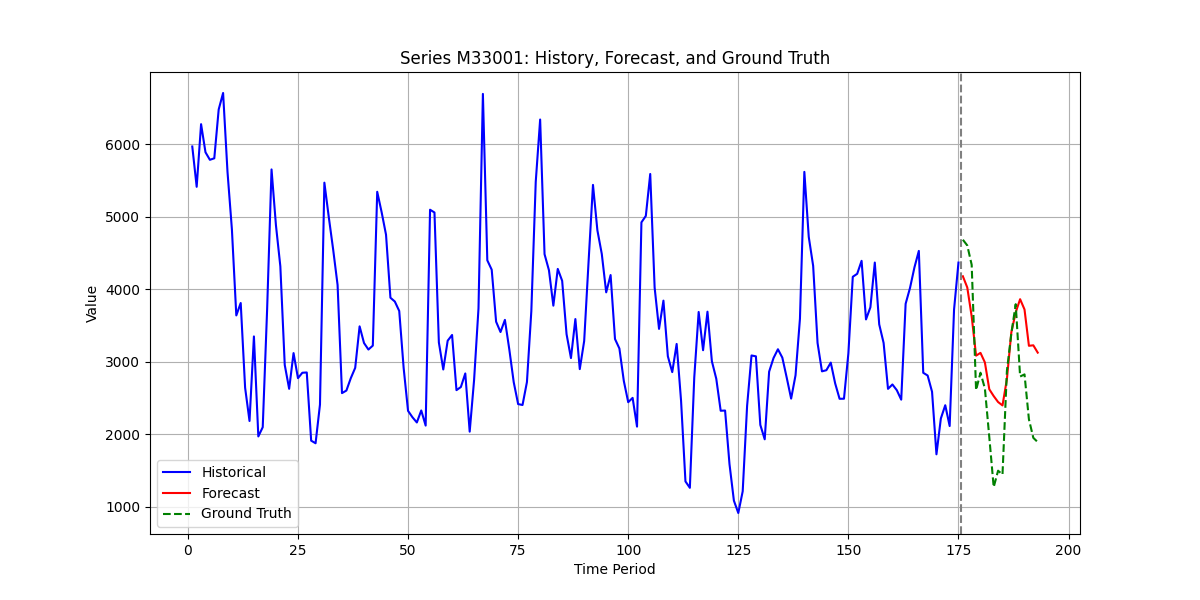 Series M33001: History, Forecast, and Ground Truth
Value
6000
5000
4000
3000
2000
1000
Historical
Forecast
Ground Truth
0 25 50 75 100 125 150 175 200
Time Period